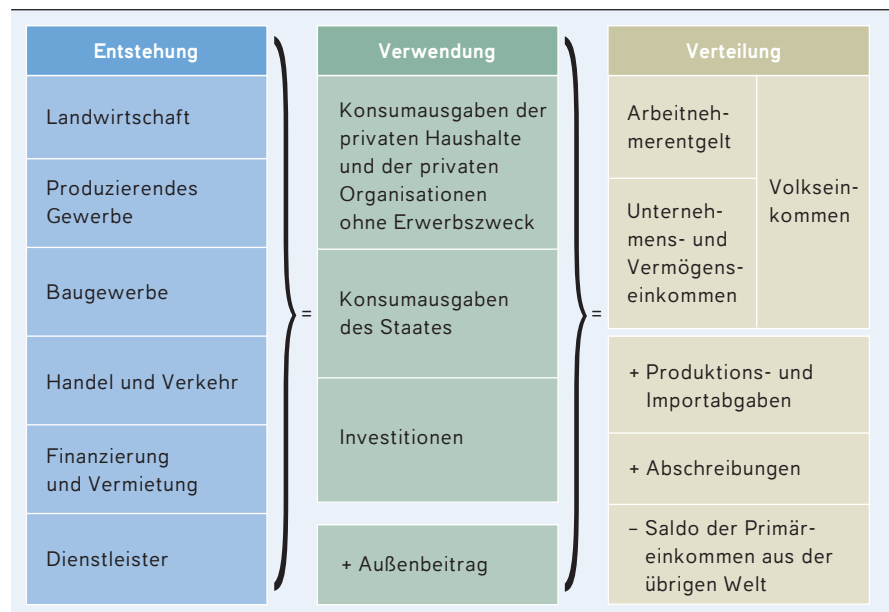 Entstehung
Landwirtschaft
Produzierendes
Gewerbe
Baugewerbe
Handel und Verkehr
Finanzierung
und Vermietung
Dienstleister
=
Verwendung
Konsumausgaben der
privaten Haushalte
und der privaten
Organisationen
ohne Erwerbszweck
Konsumausgaben
des Staates
Investitionen
+ Außenbeitrag
=
Verteilung
Arbeitneh-
merentgelt
Unterneh-
mens- und
Vermögens-
einkommen
Volksein-
kommen
+ Produktions- und
Importabgaben
+ Abschreibungen
– Saldo der Primär-
einkommen aus der
übrigen Welt